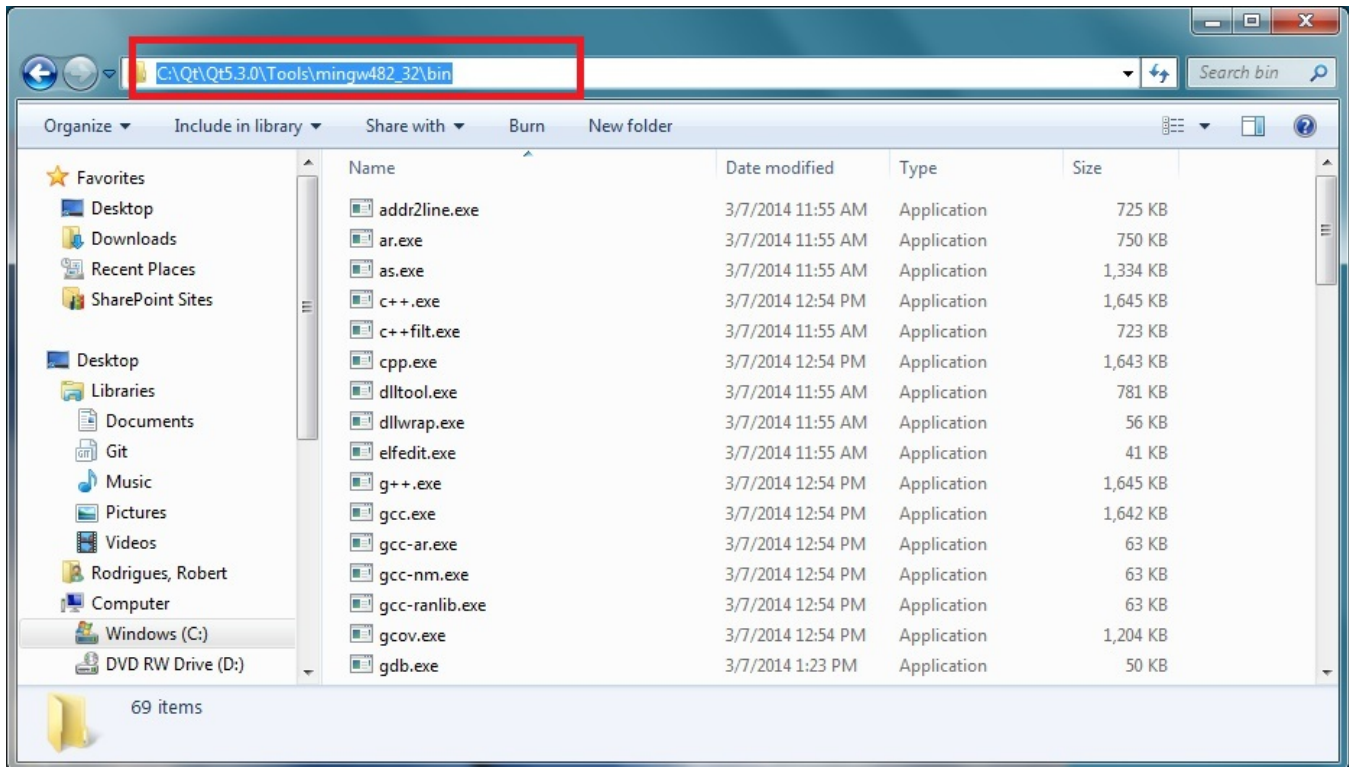 C:\Qt\Qt5.3.0\Tools\mingw482_32\bin
Search bin
Organize Include in library Share with Burn New folder
Favorites
Desktop
Downloads
Recent Places
SharePoint Sites
Desktop
Libraries
Documents
Git
Music
Pictures
Videos
Rodrigues, Robert
Computer
Windows (C:)
DVD RW Drive (D:)
Name Date modified Type Size
addr2line.exe 3/7/2014 11:55 AM Application 725 KB
ar.exe 3/7/2014 11:55 AM Application 750 KB
as.exe 3/7/2014 11:55 AM Application 1,334 KB
c++.exe 3/7/2014 12:54 PM Application 1,645 KB
c++filt.exe 3/7/2014 11:55 AM Application 723 KB
cpp.exe 3/7/2014 12:54 PM Application 1,643 KB
dlltool.exe 3/7/2014 11:55 AM Application 781 KB
dllwrap.exe 3/7/2014 11:55 AM Application 56 KB
elfedit.exe 3/7/2014 11:55 AM Application 41 KB
g++.exe 3/7/2014 12:54 PM Application 1,645 KB
gcc.exe 3/7/2014 12:54 PM Application 1,642 KB
gcc-ar.exe 3/7/2014 12:54 PM Application 63 KB
gcc-nm.exe 3/7/2014 12:54 PM Application 63 KB
gcc-ranlib.exe 3/7/2014 12:54 PM Application 63 KB
gcov.exe 3/7/2014 12:54 PM Application 1,204 KB
gdb.exe 3/7/2014 1:23 PM Application 50 KB
69 items